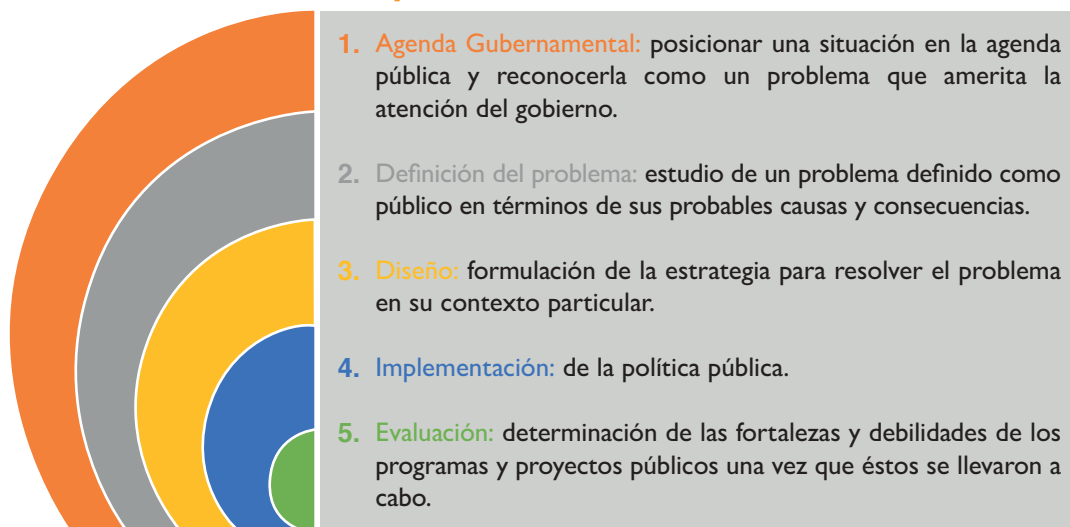 1. Agenda Gubernamental: posicionar una situación en la agenda
pública y reconocerla como un problema que amerita la
atención del gobierno.
2. Definición del problema: estudio de un problema definido como
público en términos de sus probables causas y consecuencias.
3. Diseño: formulación de la estrategia para resolver el problema
en su contexto particular.
4. Implementación: de la política pública.
5. Evaluación: determinación de las fortalezas y debilidades de los
programas y proyectos públicos una vez que éstos se llevaron a
cabo.